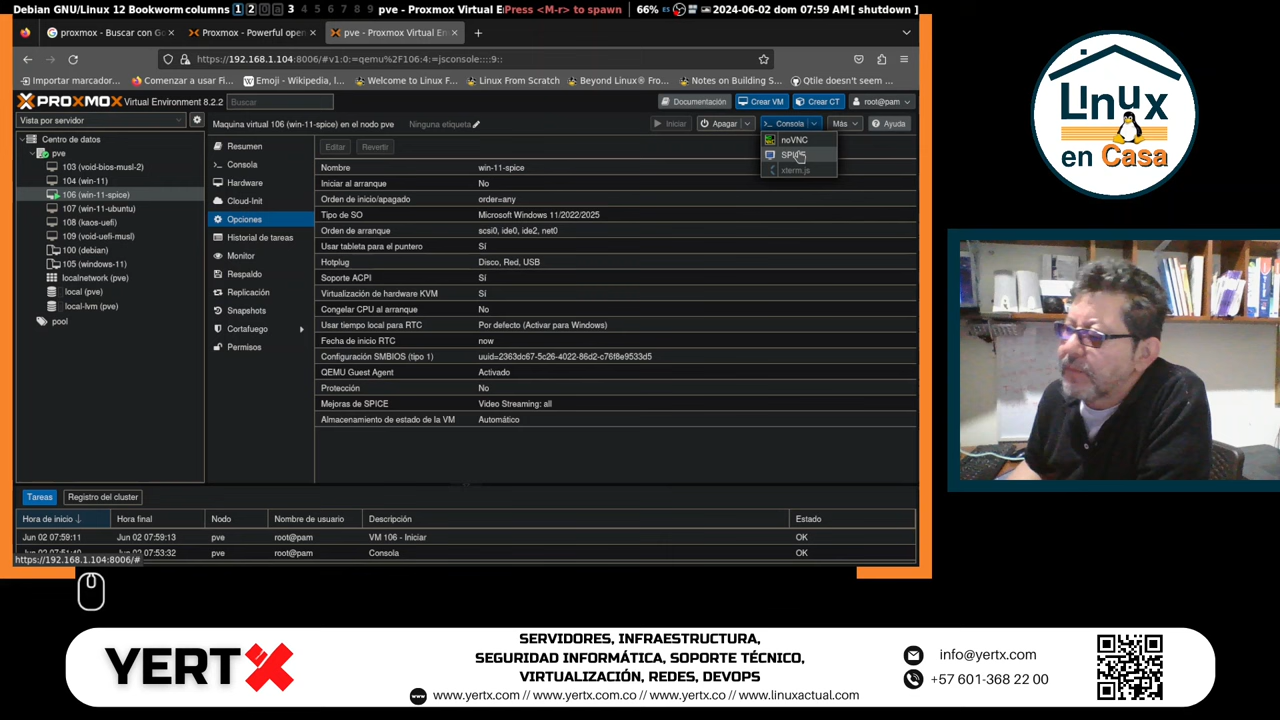 Debian GNU/Linux 12 Bookworm columns 1 2 3 4 5 6 7 8 9 pve - Proxmox Virtual En Press <M-r> to spawn 66% ES 2024-06-02 dom 07:59 AM [ shutdown ]
proxmox - Buscar con Go
Proxmox - Powerful open
pve - Proxmox Virtual En
https://192.168.1.104:8006/#v1:0:=qemu%2F106:4:=jsconsole::::9::
Importar marcador...
Comenzar a usar Fi...
Emoji - Wikipedia, l...
Welcome to Linux F...
Linux From Scratch
Beyond Linux® Fro...
Notes on Building S...
Qtile doesn't seem ...
PROXMOX Virtual Environment 8.2.2
Buscar
Documentación
Crear VM
Crear CT
root@pam
Vista por servidor
Maquina virtual 106 (win-11-spice) en el nodo pve
Ninguna etiqueta
Iniciar
Apagar
Consola
Más
Ayuda
noVNC
xterm.js
Centro de datos
pve
103 (void-bios-musl-2)
104 (win-11)
106 (win-11-spice)
107 (win-11-ubuntu)
108 (kaos-uefi)
109 (void-uefi-musl)
100 (debian)
105 (windows-11)
localnetwork (pve)
local (pve)
local-lvm (pve)
pool
Resumen
Consola
Hardware
Cloud-Init
Opciones
Historial de tareas
Monitor
Respaldo
Replicación
Snapshots
Cortafuego
Permisos
Editar
Revertir
Nombre win-11-spice
Iniciar al arranque No
Orden de inicio/apagado order=any
Tipo de SO Microsoft Windows 11/2022/2025
Orden de arranque scsi0, ide0, ide2, net0
Usar tableta para el puntero Sí
Hotplug Disco, Red, USB
Soporte ACPI Sí
Virtualización de hardware KVM Sí
Congelar CPU al arranque No
Usar tiempo local para RTC Por defecto (Activar para Windows)
Fecha de inicio RTC now
Configuración SMBIOS (tipo 1) uuid=2363dc67-5c26-4022-86d2-c76f8e9533d5
QEMU Guest Agent Activado
Protección No
Mejoras de SPICE Video Streaming: all
Almacenamiento de estado de la VM Automático
Tareas
Registro del cluster
Hora de inicio Hora final Nodo Nombre de usuario Descripción Estado
Jun 02 07:59:11 Jun 02 07:59:13 pve root@pam VM 106 - Iniciar OK
Jun 02 07:53:32 pve root@pam Consola OK
https://192.168.1.104:8006/#
LInux
en Casa
YERTX
SERVIDORES, INFRAESTRUCTURA,
SEGURIDAD INFORMÁTICA, SOPORTE TÉCNICO,
VIRTUALIZACIÓN, REDES, DEVOPS
www.yertx.com // www.yertx.com.co // www.yertx.co // www.linuxactual.com
info@yertx.com
+57 601-368 22 00